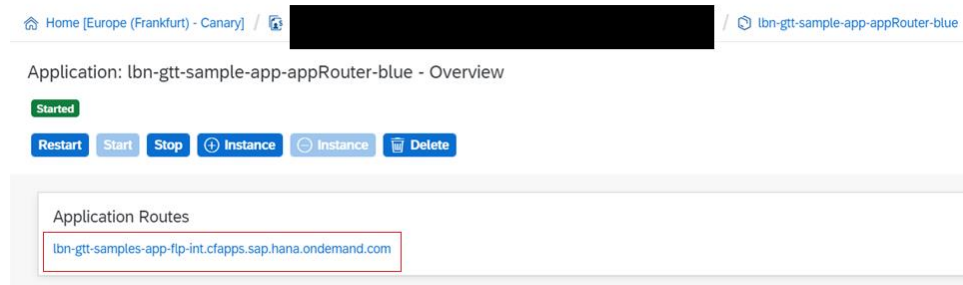 Home [Europe (Frankfurt) - Canary] / / lbn-gtt-sample-app-appRouter-blue
Application: lbn-gtt-sample-app-appRouter-blue - Overview
Started
Restart Start Stop Instance Instance Delete
Application Routes
lbn-gtt-samples-app-flp-int.cfapps.sap.hana.ondemand.com